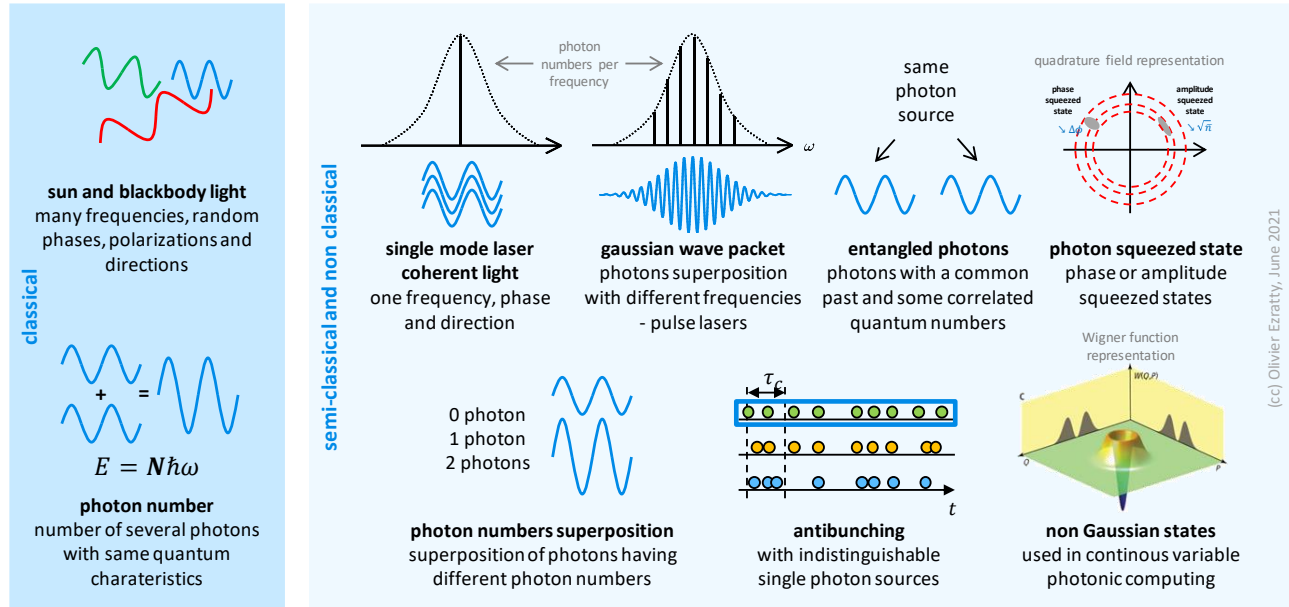 classical
sun and blackbody light
many frequencies, random
phases, polarizations and
directions
+ =
E = Nℏω
photon number
number of several photons
with same quantum
charateristics
semi-classical and non classical
photon
numbers per
frequency
ω
single mode laser
coherent light
one frequency, phase
and direction
gaussian wave packet
photons superposition
with different frequencies
- pulse lasers
same
photon
source
entangled photons
photons with a common
past and some correlated
quantum numbers
quadrature field representation
phase
squeezed
state
↘ Δφ
amplitude
squeezed
state
↘ √n̄
photon squeezed state
phase or amplitude
squeezed states
0 photon
1 photon
2 photons
photon numbers superposition
superposition of photons having
different photon numbers
τc
t
antibunching
with indistinguishable
single photon sources
Wigner function
representation
W(Q,P)
C
Q
P
non Gaussian states
used in continous variable
photonic computing
(cc) Olivier Ezratty, June 2021